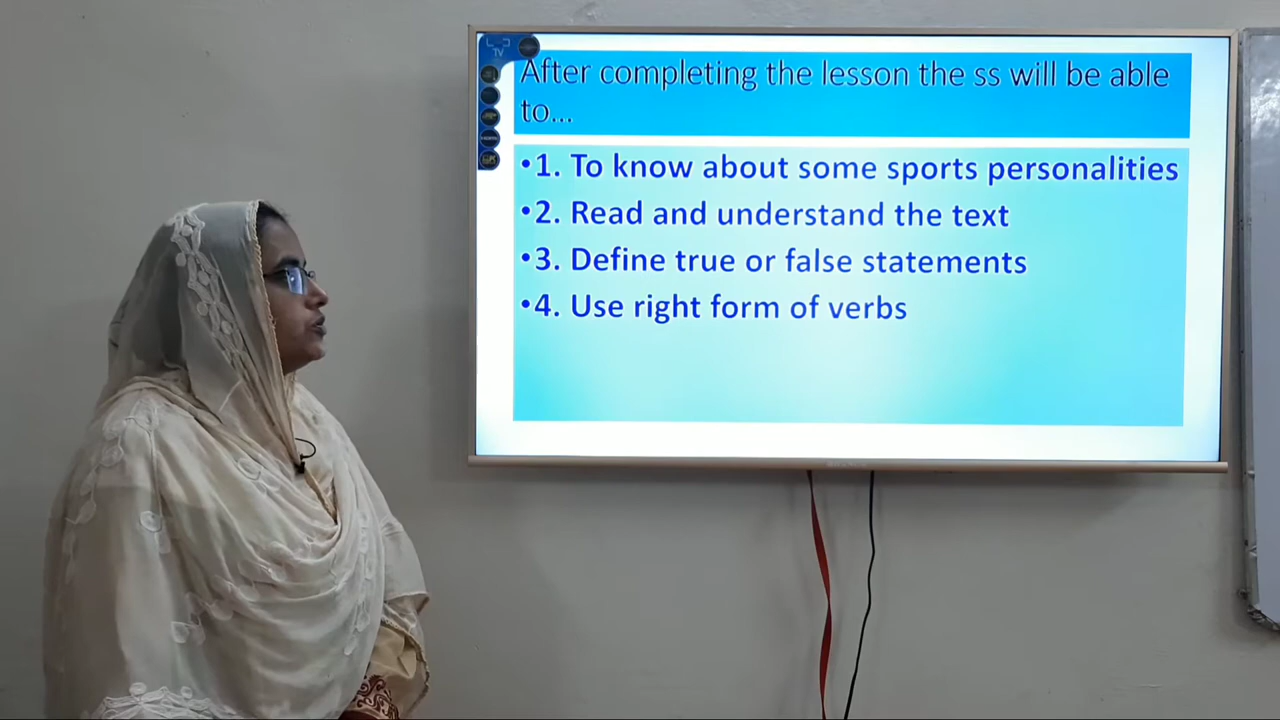 TV
After completing the lesson the ss will be able
to...
•1. To know about some sports personalities
•2. Read and understand the text
•3. Define true or false statements
•4. Use right form of verbs